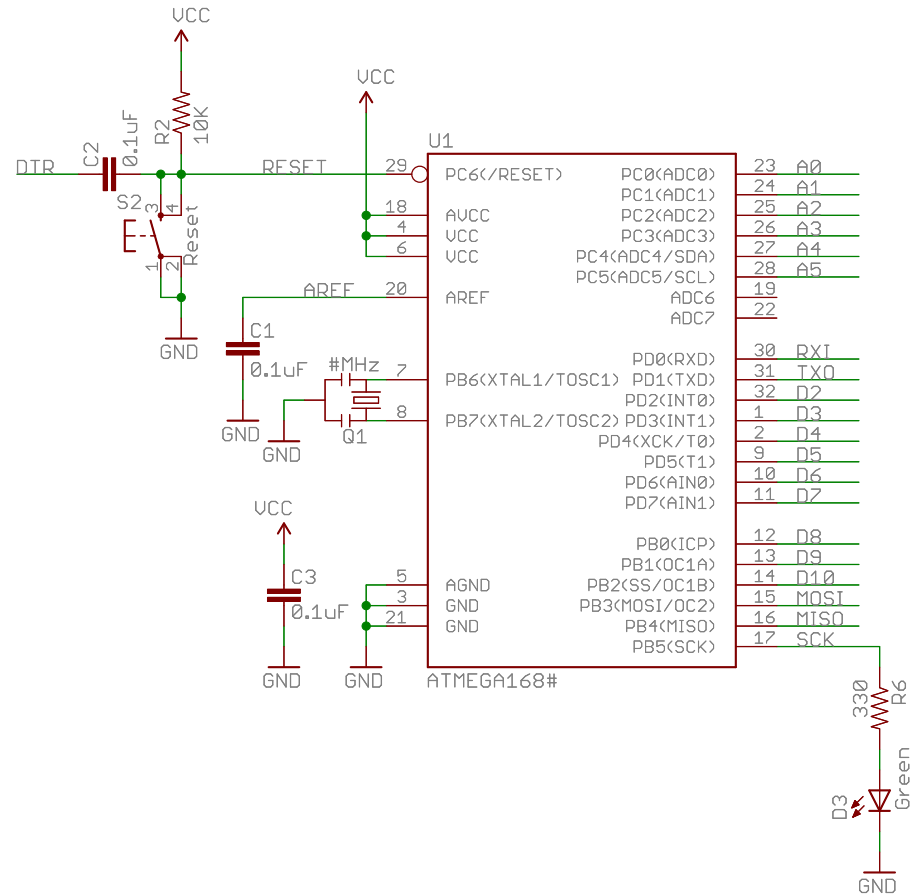 VCC
VCC
R2
10K
C2
0.1uF
DTR
RESET
S2
3
4
1
2
Reset
GND
AREF
C1
0.1uF
GND
#MHz
Q1
GND
VCC
C3
0.1uF
GND
GND
U1
29 PC6(/RESET)
18 AVCC
4 VCC
6 VCC
20 AREF
7 PB6(XTAL1/TOSC1)
8 PB7(XTAL2/TOSC2)
5 AGND
3 GND
21 GND
PC0(ADC0) 23 A0
PC1(ADC1) 24 A1
PC2(ADC2) 25 A2
PC3(ADC3) 26 A3
PC4(ADC4/SDA) 27 A4
PC5(ADC5/SCL) 28 A5
ADC6 19
ADC7 22
PD0(RXD) 30 RXI
PD1(TXD) 31 TXO
PD2(INT0) 32 D2
PD3(INT1) 1 D3
PD4(XCK/T0) 2 D4
PD5(T1) 9 D5
PD6(AIN0) 10 D6
PD7(AIN1) 11 D7
PB0(ICP) 12 D8
PB1(OC1A) 13 D9
PB2(SS/OC1B) 14 D10
PB3(MOSI/OC2) 15 MOSI
PB4(MISO) 16 MISO
PB5(SCK) 17 SCK
ATMEGA168#
330
R6
D3
Green
GND